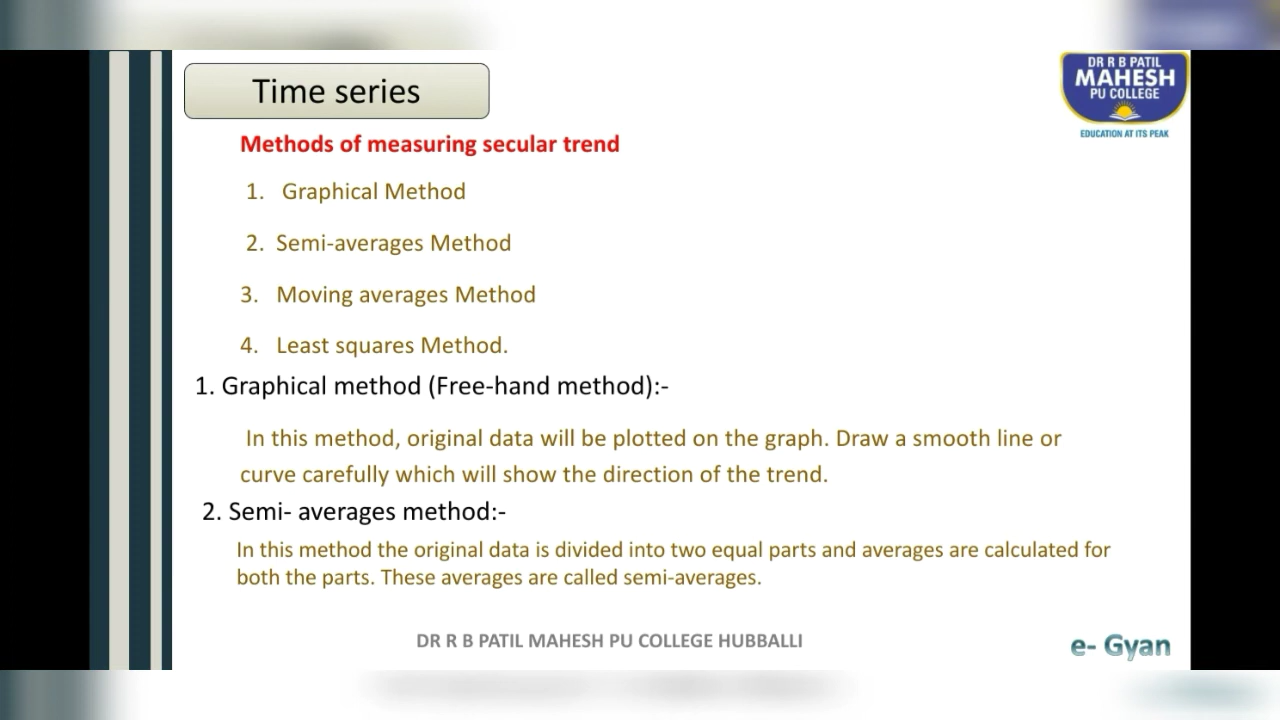 Time series
DR R B PATIL
MAHESH
PU COLLEGE
EDUCATION AT ITS PEAK
Methods of measuring secular trend
1. Graphical Method
2. Semi-averages Method
3. Moving averages Method
4. Least squares Method.
1. Graphical method (Free-hand method):-
In this method, original data will be plotted on the graph. Draw a smooth line or
curve carefully which will show the direction of the trend.
2. Semi- averages method:-
In this method the original data is divided into two equal parts and averages are calculated for
both the parts. These averages are called semi-averages.
DR R B PATIL MAHESH PU COLLEGE HUBBALLI
e- Gyan